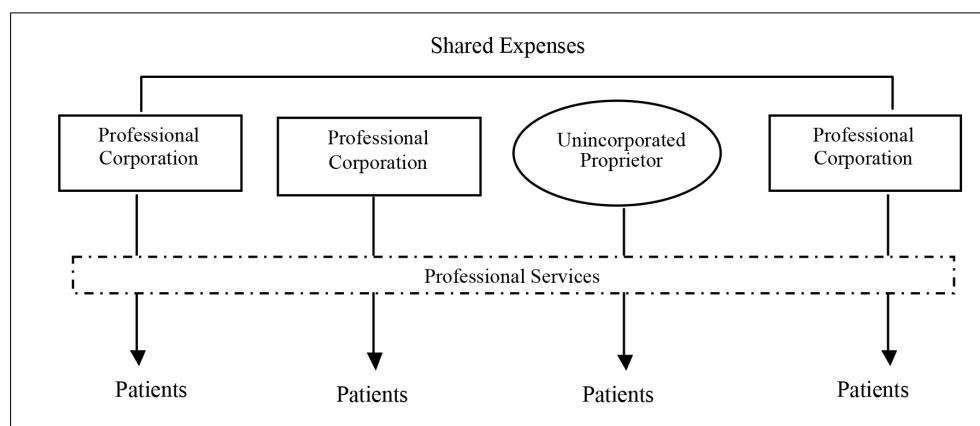 Shared Expenses
Professional
Corporation
Professional
Corporation
Unincorporated
Proprietor
Professional
Corporation
Professional Services
Patients
Patients
Patients
Patients